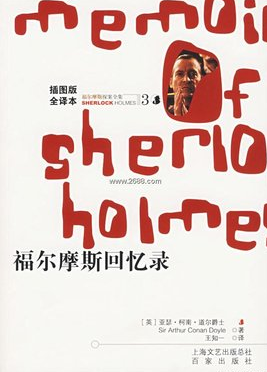 memoir
插图版
全译本
福尔摩斯探案全集
SHERLOCK HOLMES
3
Of
sherlo
www.2688.com
holmes
福尔摩斯回忆录
[英] 亚瑟·柯南·道尔爵士
Sir Arthur Conan Doyle 著
王知一 译
上海文艺出版总社
百家出版社